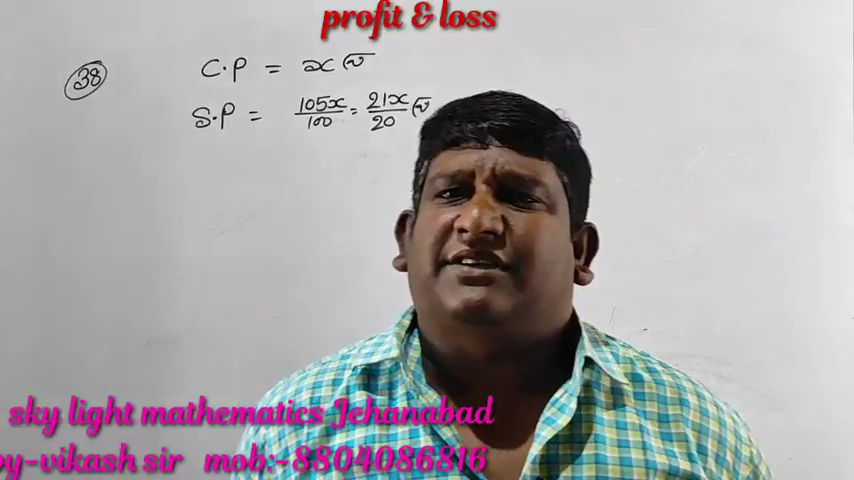 profit & loss
38
C.P = x रु
S.P = 105x/100 = 21x/20 रु
sky light mathematics Jehanabad
by-vikash sir mob:-8804086816